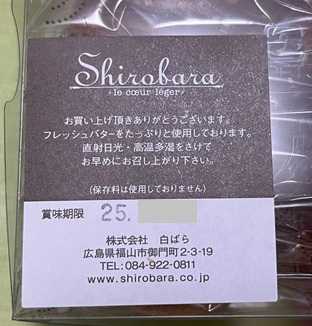 Shirobara
le cœur léger
お買い上げ頂きありがとうございます。
フレッシュバターをたっぷりと使用しております。
直射日光・高温多湿をさけて
お早めにお召し上がり下さい。
（保存料は使用しておりません）
賞味期限 25.
株式会社 白ばら
広島県福山市御門町2-3-19
TEL:084-922-0811
www.shirobara.co.jp